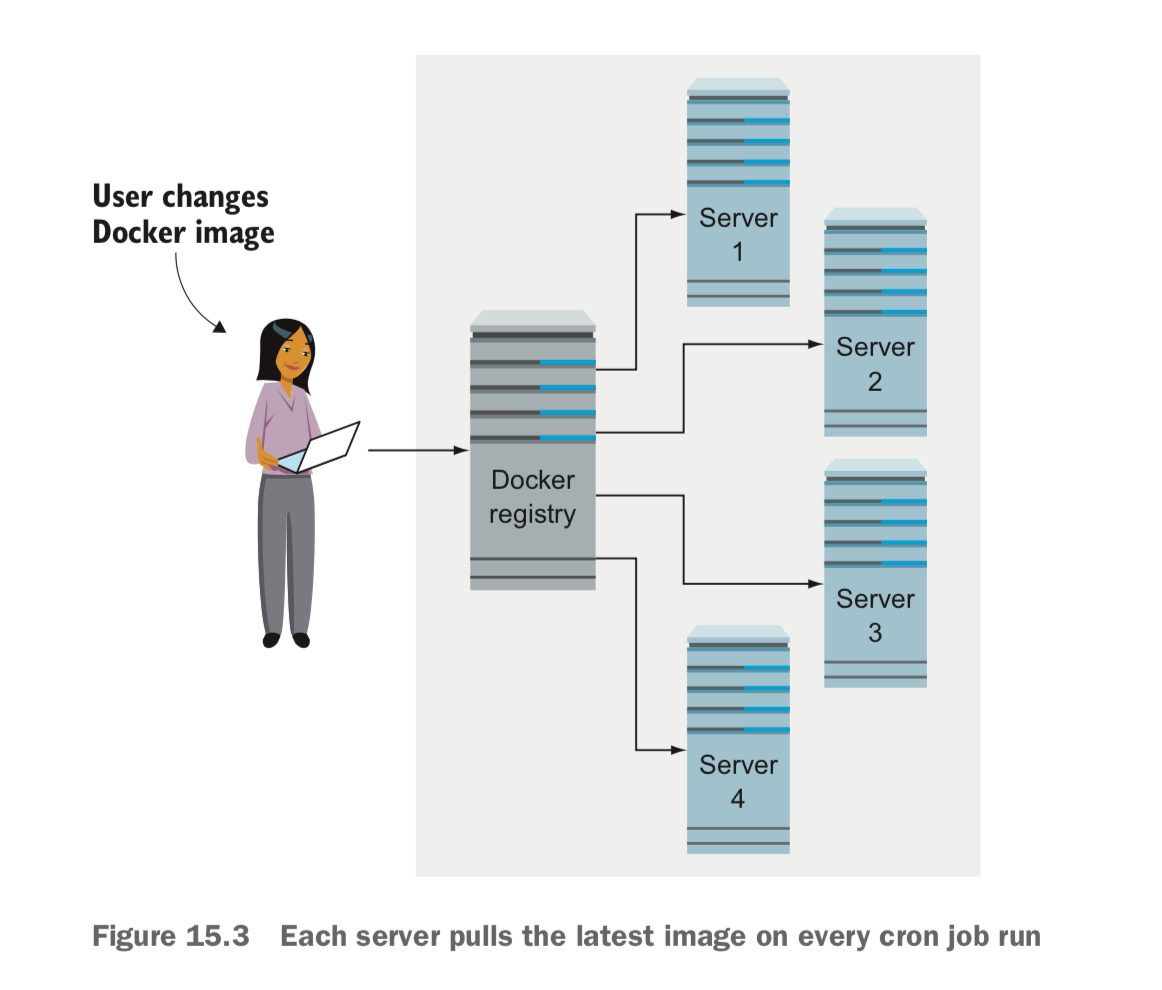 User changes
Docker image
Server
1
Server
2
Docker
registry
Server
3
Server
4
Figure 15.3 Each server pulls the latest image on every cron job run